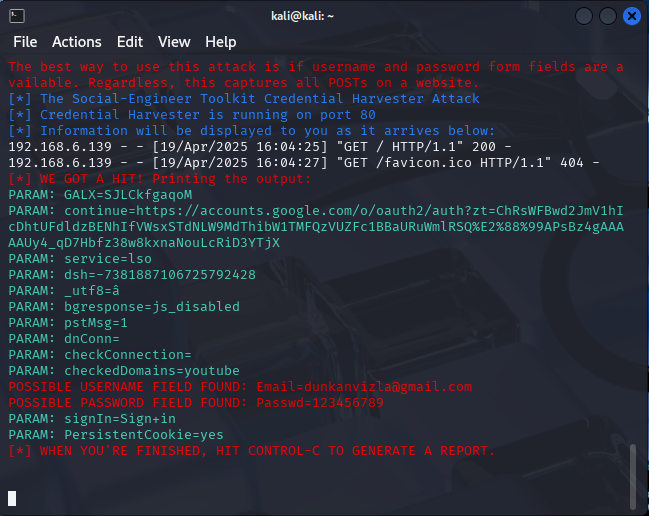 kali@kali: ~
File Actions Edit View Help
The best way to use this attack is if username and password form fields are a
vailable. Regardless, this captures all POSTs on a website.
[*] The Social-Engineer Toolkit Credential Harvester Attack
[*] Credential Harvester is running on port 80
[*] Information will be displayed to you as it arrives below:
192.168.6.139 - - [19/Apr/2025 16:04:25] "GET / HTTP/1.1" 200 -
192.168.6.139 - - [19/Apr/2025 16:04:27] "GET /favicon.ico HTTP/1.1" 404 -
[*] WE GOT A HIT! Printing the output:
PARAM: GALX=SJLCkfgaqoM
PARAM: continue=https://accounts.google.com/o/oauth2/auth?zt=ChRsWFBwd2JmV1hI
cDhtUFdldzBENhIfVWsxSTdNLW9MdThibW1TMFQzVUZFc1BBaURuWmlRSQ%E2%88%99APsBz4gAAA
AAUy4_qD7Hbfz38w8kxnaNouLcRiD3YTjX
PARAM: service=lso
PARAM: dsh=-7381887106725792428
PARAM: _utf8=â
PARAM: bgresponse=js_disabled
PARAM: pstMsg=1
PARAM: dnConn=
PARAM: checkConnection=
PARAM: checkedDomains=youtube
POSSIBLE USERNAME FIELD FOUND: Email=dunkanvizla@gmail.com
POSSIBLE PASSWORD FIELD FOUND: Passwd=123456789
PARAM: signIn=Sign+in
PARAM: PersistentCookie=yes
[*] WHEN YOU'RE FINISHED, HIT CONTROL-C TO GENERATE A REPORT.